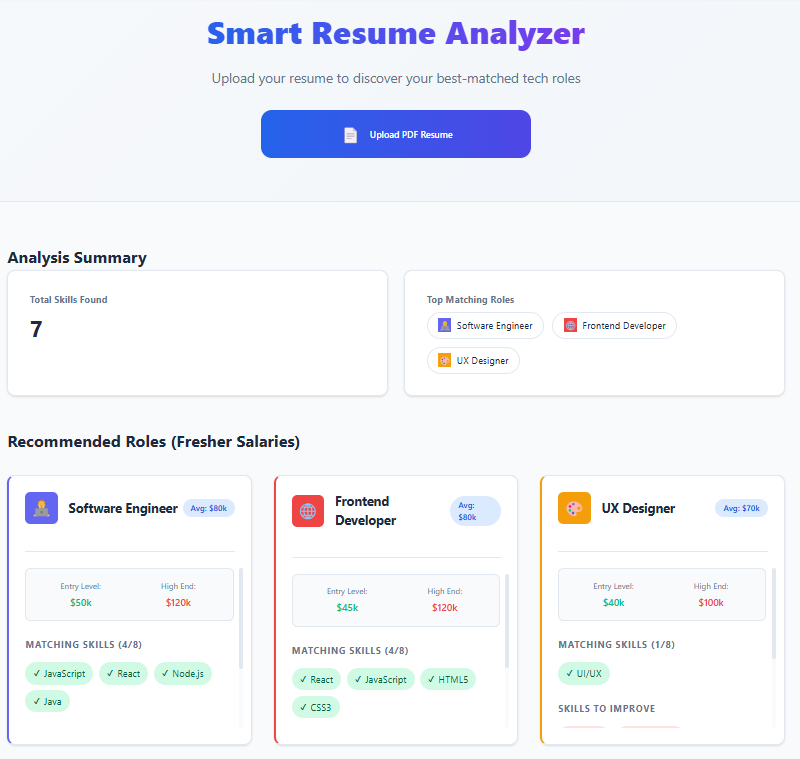 Smart Resume Analyzer
Upload your resume to discover your best-matched tech roles
Upload PDF Resume
Analysis Summary
Total Skills Found
7
Top Matching Roles
Software Engineer
Frontend Developer
UX Designer
Recommended Roles (Fresher Salaries)
Software Engineer
Avg: $80k
Entry Level:
$50k
High End:
$120k
MATCHING SKILLS (4/8)
✓ JavaScript
✓ React
✓ Node.js
✓ Java
Frontend
Developer
Avg:
$80k
Entry Level:
$45k
High End:
$120k
MATCHING SKILLS (4/8)
✓ React
✓ JavaScript
✓ HTML5
✓ CSS3
UX Designer
Avg: $70k
Entry Level:
$40k
High End:
$100k
MATCHING SKILLS (1/8)
✓ UI/UX
SKILLS TO IMPROVE